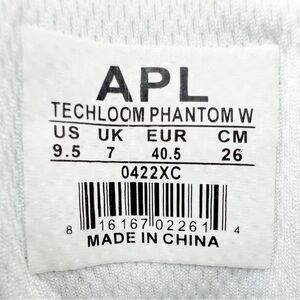 APL
TECHLOOM PHANTOM W
US UK EUR CM
9.5 7 40.5 26
0422XC
8 16167 02261 4
MADE IN CHINA